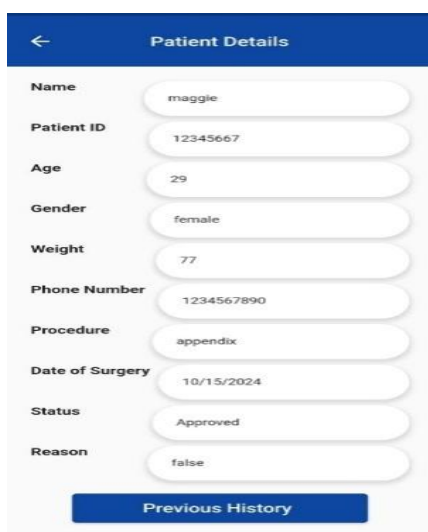 Patient Details
Name
maggie
Patient ID
12345667
Age
29
Gender
female
Weight
77
Phone Number
1234567890
Procedure
appendix
Date of Surgery
10/15/2024
Status
Approved
Reason
false
Previous History